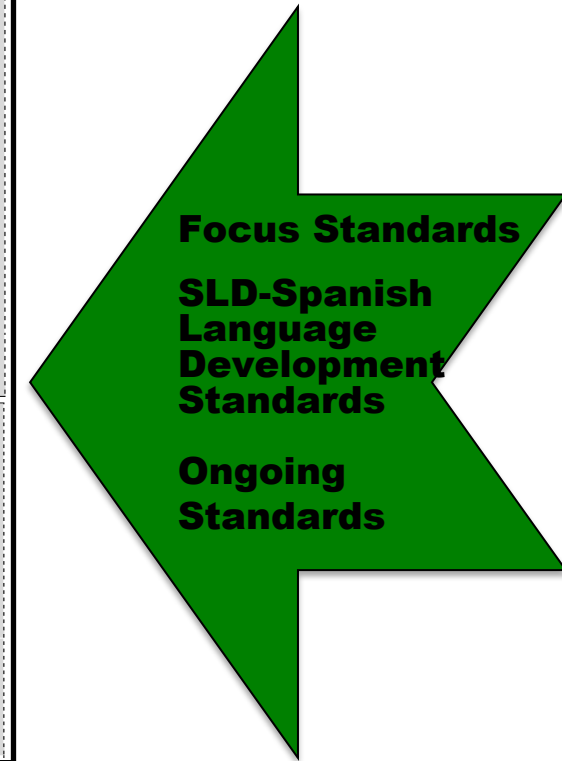 Focus Standards
SLD-Spanish
Language
Development
Standards
Ongoing
Standards